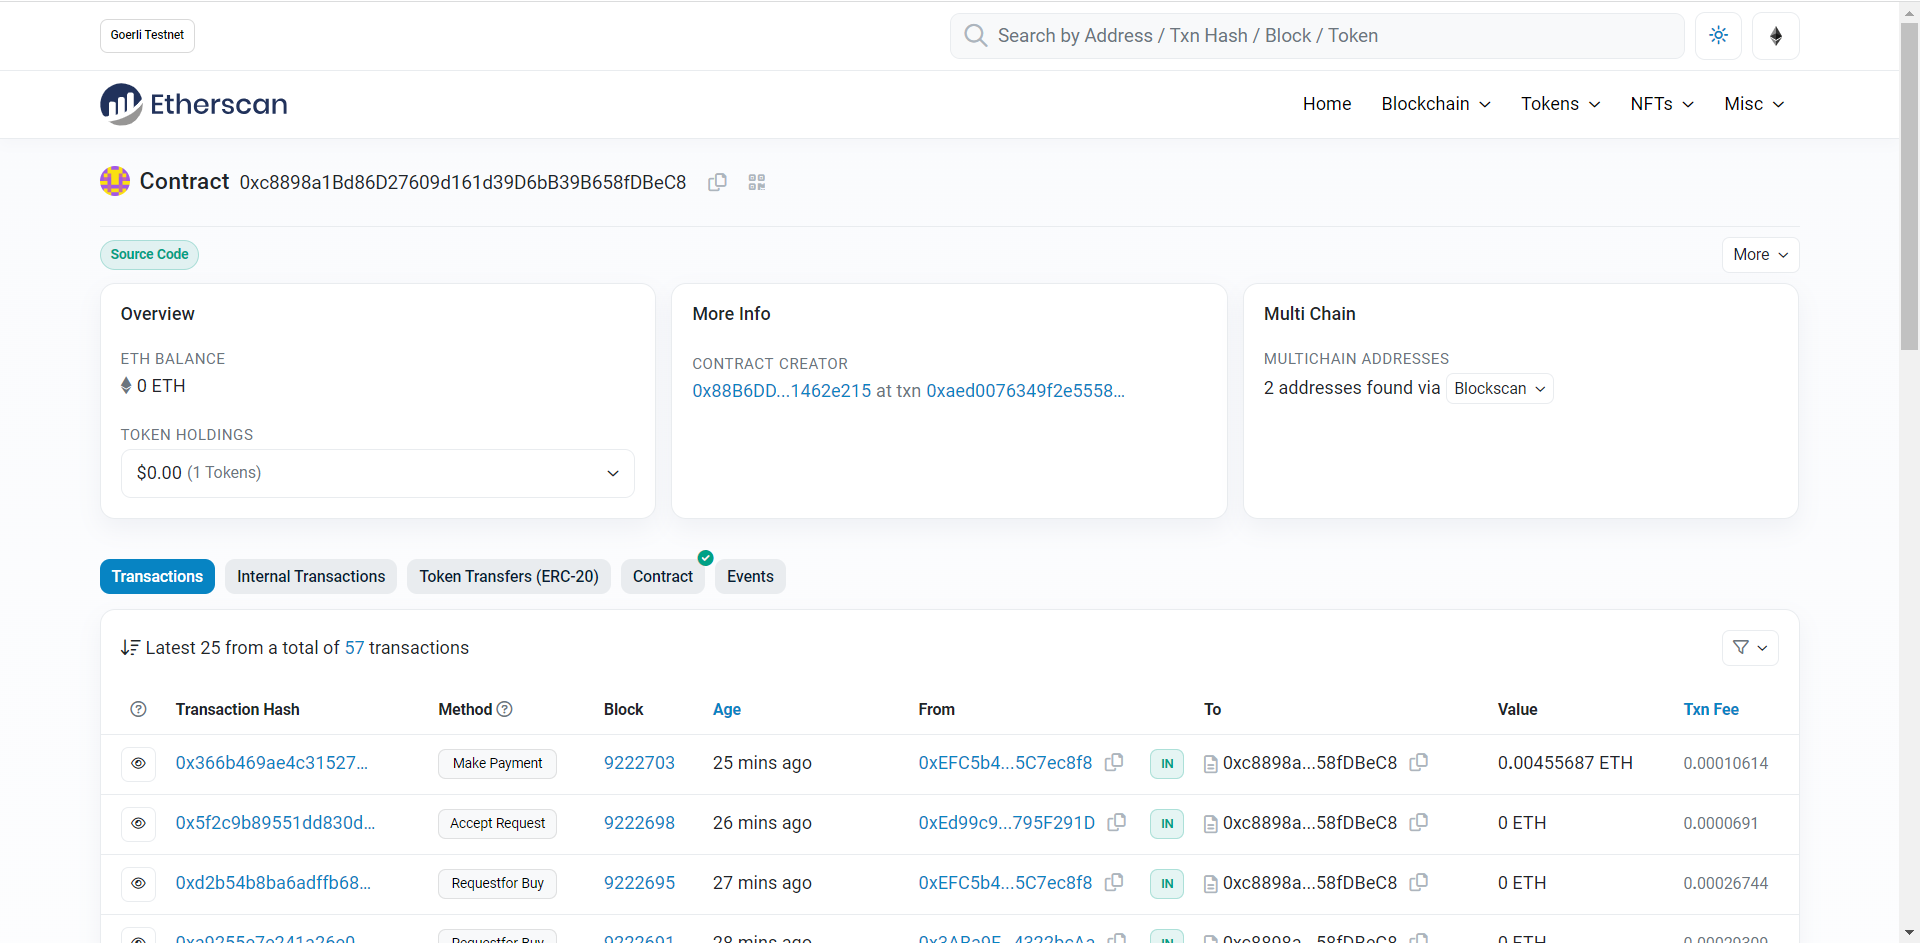 Goerli Testnet
Search by Address / Txn Hash / Block / Token
Etherscan
Home Blockchain Tokens NFTs Misc
Contract 0xc8898a1Bd86D27609d161d39D6bB39B658fDBeC8
Source Code
More
Overview
ETH BALANCE
0 ETH
TOKEN HOLDINGS
$0.00 (1 Tokens)
More Info
CONTRACT CREATOR
0x88B6DD...1462e215 at txn 0xaed0076349f2e5558...
Multi Chain
MULTICHAIN ADDRESSES
2 addresses found via Blockscan
Transactions Internal Transactions Token Transfers (ERC-20) Contract Events
Latest 25 from a total of 57 transactions
Transaction Hash Method Block Age From To Value Txn Fee
0x366b469ae4c31527... Make Payment 9222703 25 mins ago 0xEFC5b4...5C7ec8f8 IN 0xc8898a...58fDBeC8 0.00455687 ETH 0.00010614
0x5f2c9b89551dd830d... Accept Request 9222698 26 mins ago 0xEd99c9...795F291D IN 0xc8898a...58fDBeC8 0 ETH 0.0000691
0xd2b54b8ba6adffb68... Requestfor Buy 9222695 27 mins ago 0xEFC5b4...5C7ec8f8 IN 0xc8898a...58fDBeC8 0 ETH 0.00026744
Requestfor Buy 9222691 28 mins ago IN 0xc8898a...58fDBeC8 0 ETH